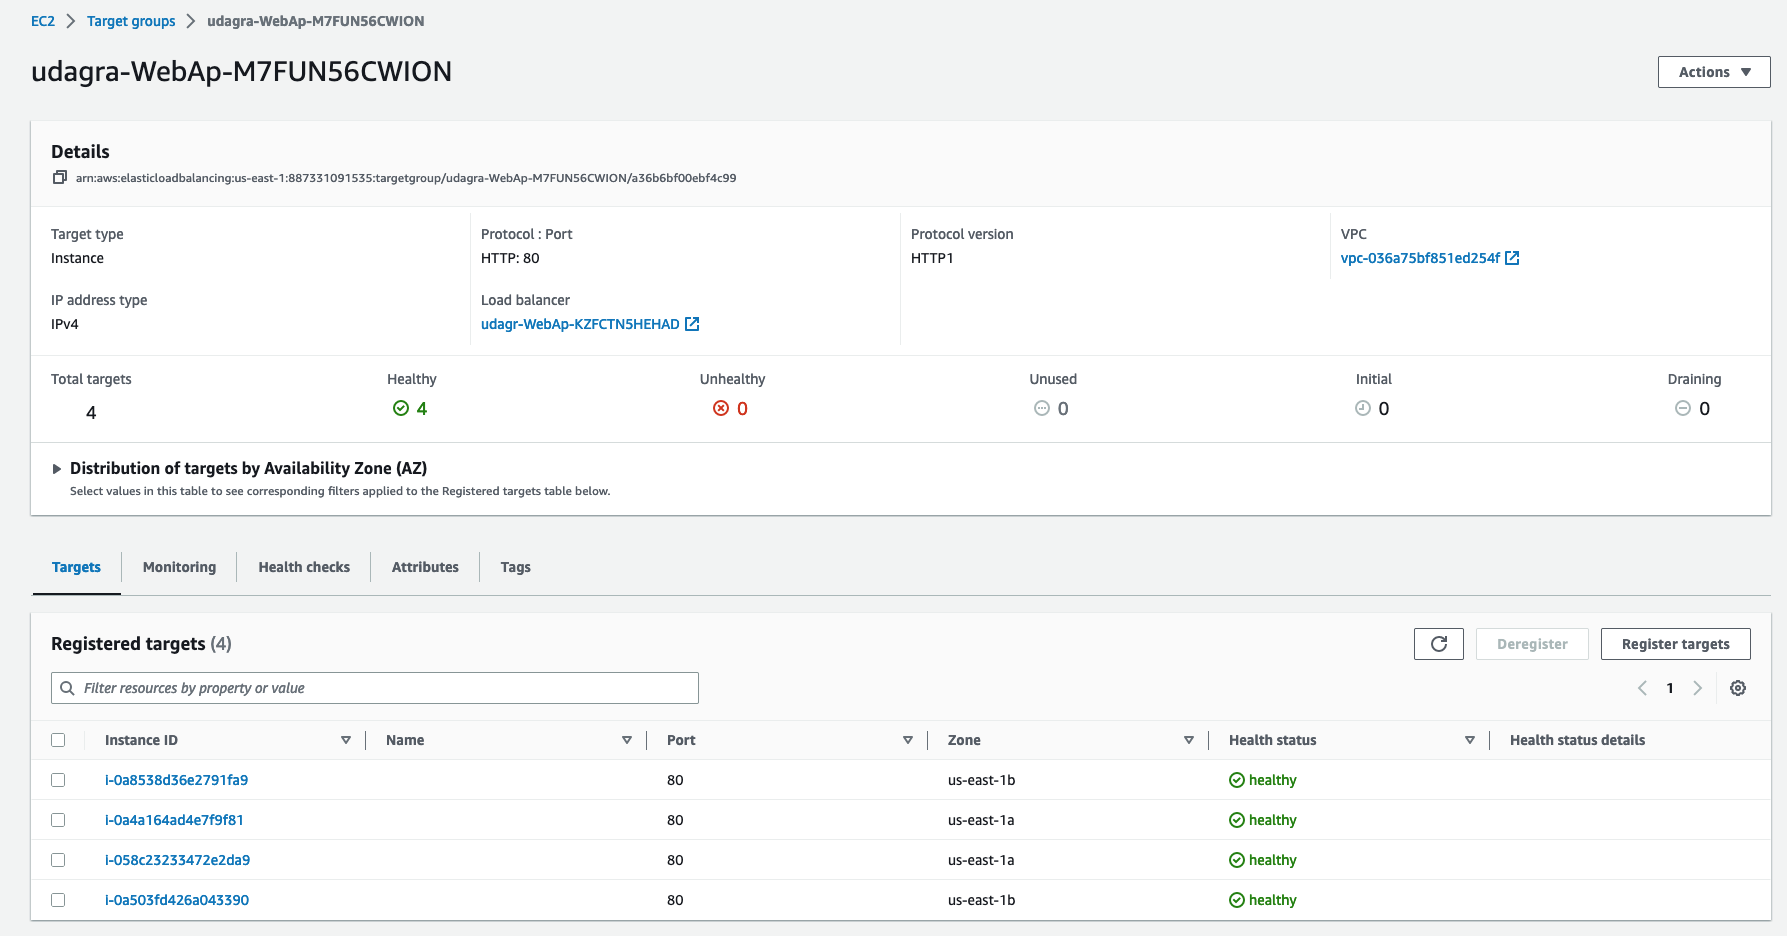 EC2 > Target groups > udagra-WebAp-M7FUN56CWION
udagra-WebAp-M7FUN56CWION
Actions
Details
arn:aws:elasticloadbalancing:us-east-1:887331091535:targetgroup/udagra-WebAp-M7FUN56CWION/a36b6bf00ebf4c99
Target type Protocol : Port Protocol version VPC
Instance HTTP: 80 HTTP1 vpc-036a75bf851ed254f
IP address type Load balancer
IPv4 udagr-WebAp-KZFCTN5HEHAD
Total targets Healthy Unhealthy Unused Initial Draining
4 4 0 0 0 0
Distribution of targets by Availability Zone (AZ)
Select values in this table to see corresponding filters applied to the Registered targets table below.
Targets Monitoring Health checks Attributes Tags
Registered targets (4) Deregister Register targets
Filter resources by property or value 1
Instance ID Name Port Zone Health status Health status details
i-0a8538d36e2791fa9 80 us-east-1b healthy
i-0a4a164ad4e7f9f81 80 us-east-1a healthy
i-058c23233472e2da9 80 us-east-1a healthy
i-0a503fd426a043390 80 us-east-1b healthy